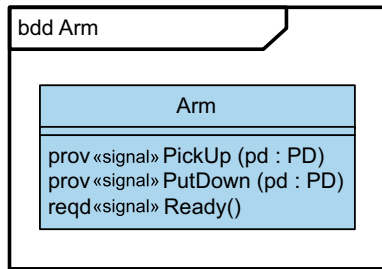 bdd Arm
Arm
prov «signal» PickUp (pd : PD)
prov «signal» PutDown (pd : PD)
reqd «signal» Ready()